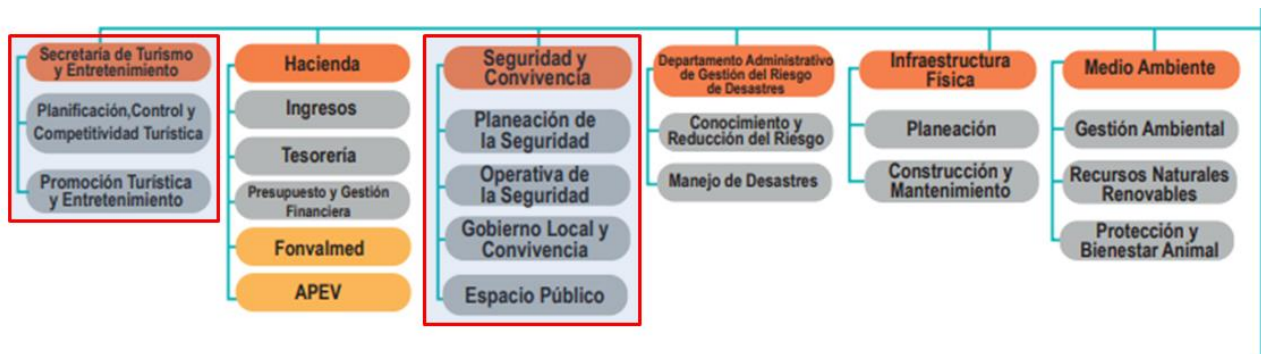 Secretaría de Turismo
y Entretenimiento
Planificación,Control y
Competitividad Turística
Promoción Turística
y Entretenimiento
Hacienda
Ingresos
Tesorería
Presupuesto y Gestión
Financiera
Fonvalmed
APEV
Seguridad y
Convivencia
Planeación de
la Seguridad
Operativa de
la Seguridad
Gobierno Local y
Convivencia
Espacio Público
Departamento Administrativo
de Gestión del Riesgo
de Desastres
Conocimiento y
Reducción del Riesgo
Manejo de Desastres
Infraestructura
Física
Planeación
Construcción y
Mantenimiento
Medio Ambiente
Gestión Ambiental
Recursos Naturales
Renovables
Protección y
Bienestar Animal